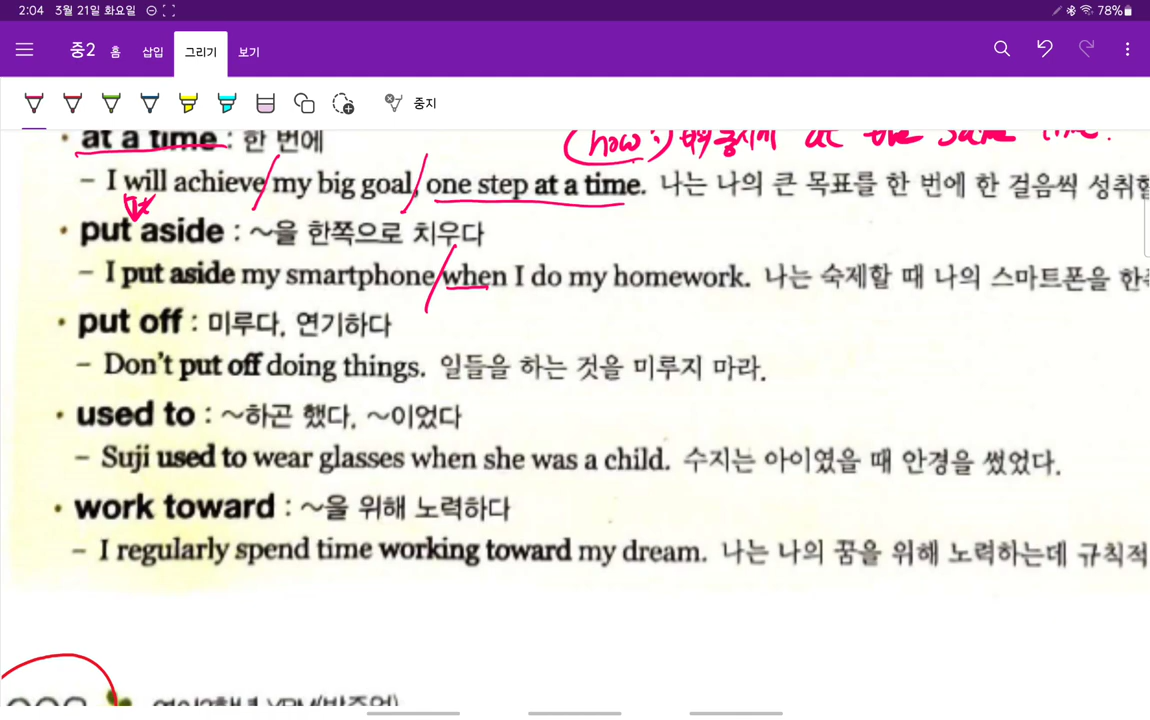 2:04 3월 21일 화요일 78%
중2 홈 삽입 그리기 보기
중지
• at a time : 한 번에
(how:) at the same time.
– I will achieve / my big goal, / one step at a time. 나는 나의 큰 목표를 한 번에 한 걸음씩 성취할
• put aside : ~을 한쪽으로 치우다
– I put aside my smartphone / when I do my homework. 나는 숙제할 때 나의 스마트폰을 한쪽
• put off : 미루다, 연기하다
– Don't put off doing things. 일들을 하는 것을 미루지 마라.
• used to : ~하곤 했다, ~이었다
– Suji used to wear glasses when she was a child. 수지는 아이였을 때 안경을 썼었다.
• work toward : ~을 위해 노력하다
– I regularly spend time working toward my dream. 나는 나의 꿈을 위해 노력하는데 규칙적